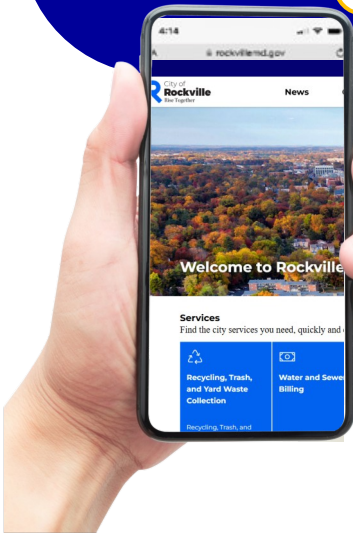 4:14
rockvillemd.gov
City of
Rockville
Rise Together
News
Welcome to Rockville
Services
Find the city services you need, quickly and
Recycling, Trash,
and Yard Waste
Collection
Water and Sewer
Billing
Recycling, Trash, and